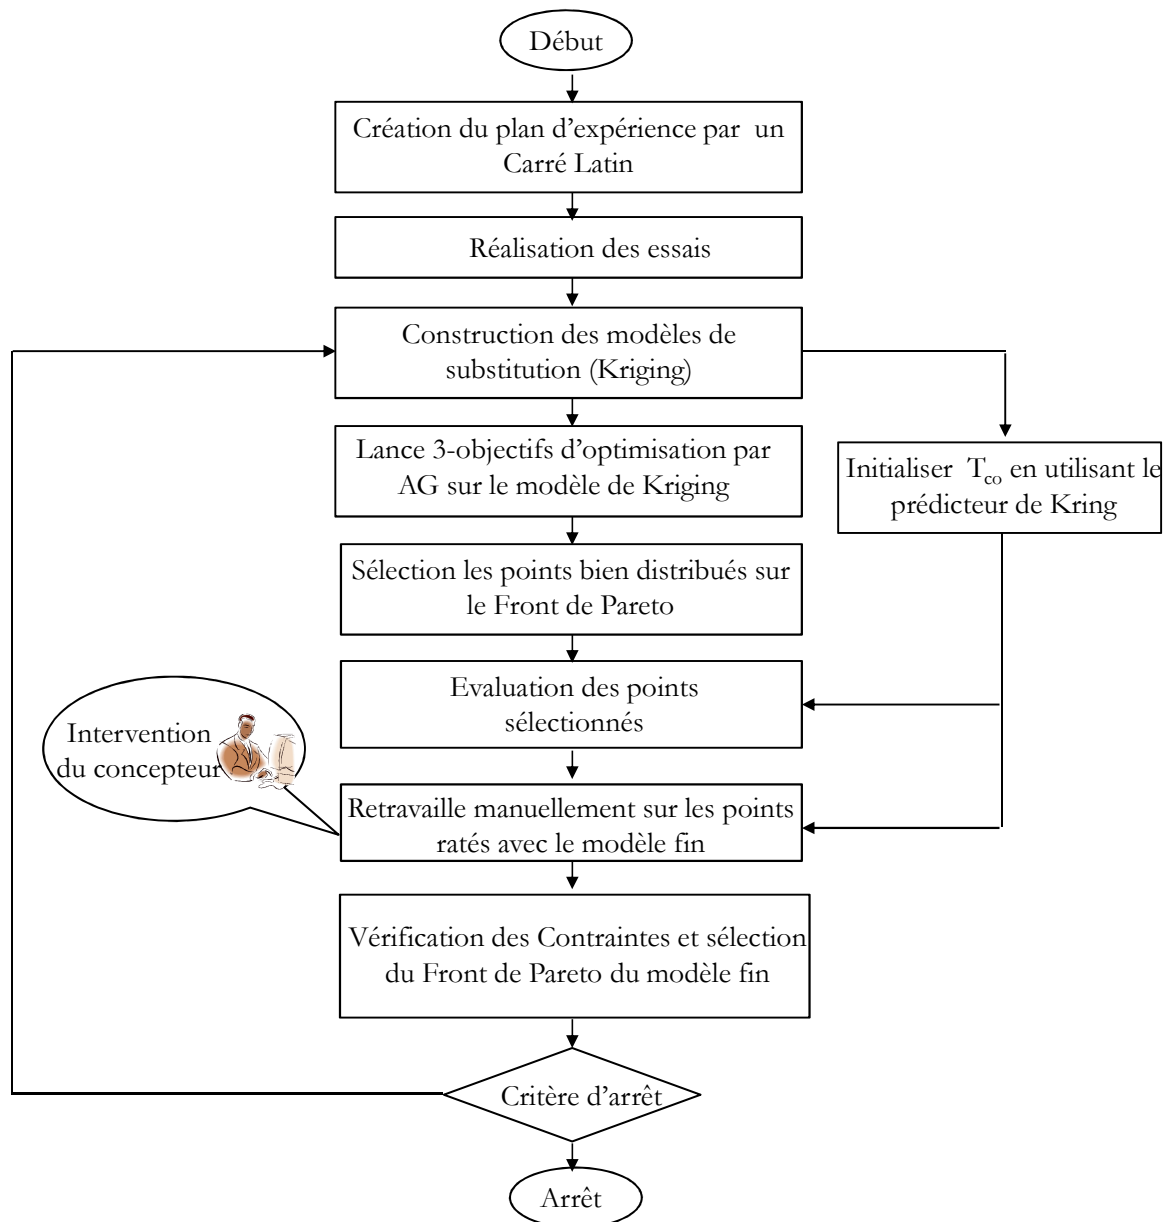 Début
Création du plan d'expérience par un
Carré Latin
Réalisation des essais
Construction des modèles de
substitution (Kriging)
Lance 3-objectifs d'optimisation par
AG sur le modèle de Kriging
Initialiser T_co en utilisant le
prédicteur de Kring
Sélection les points bien distribués sur
le Front de Pareto
Evaluation des points
sélectionnés
Intervention
du concepteur
Retravaille manuellement sur les points
ratés avec le modèle fin
Vérification des Contraintes et sélection
du Front de Pareto du modèle fin
Critère d'arrêt
Arrêt